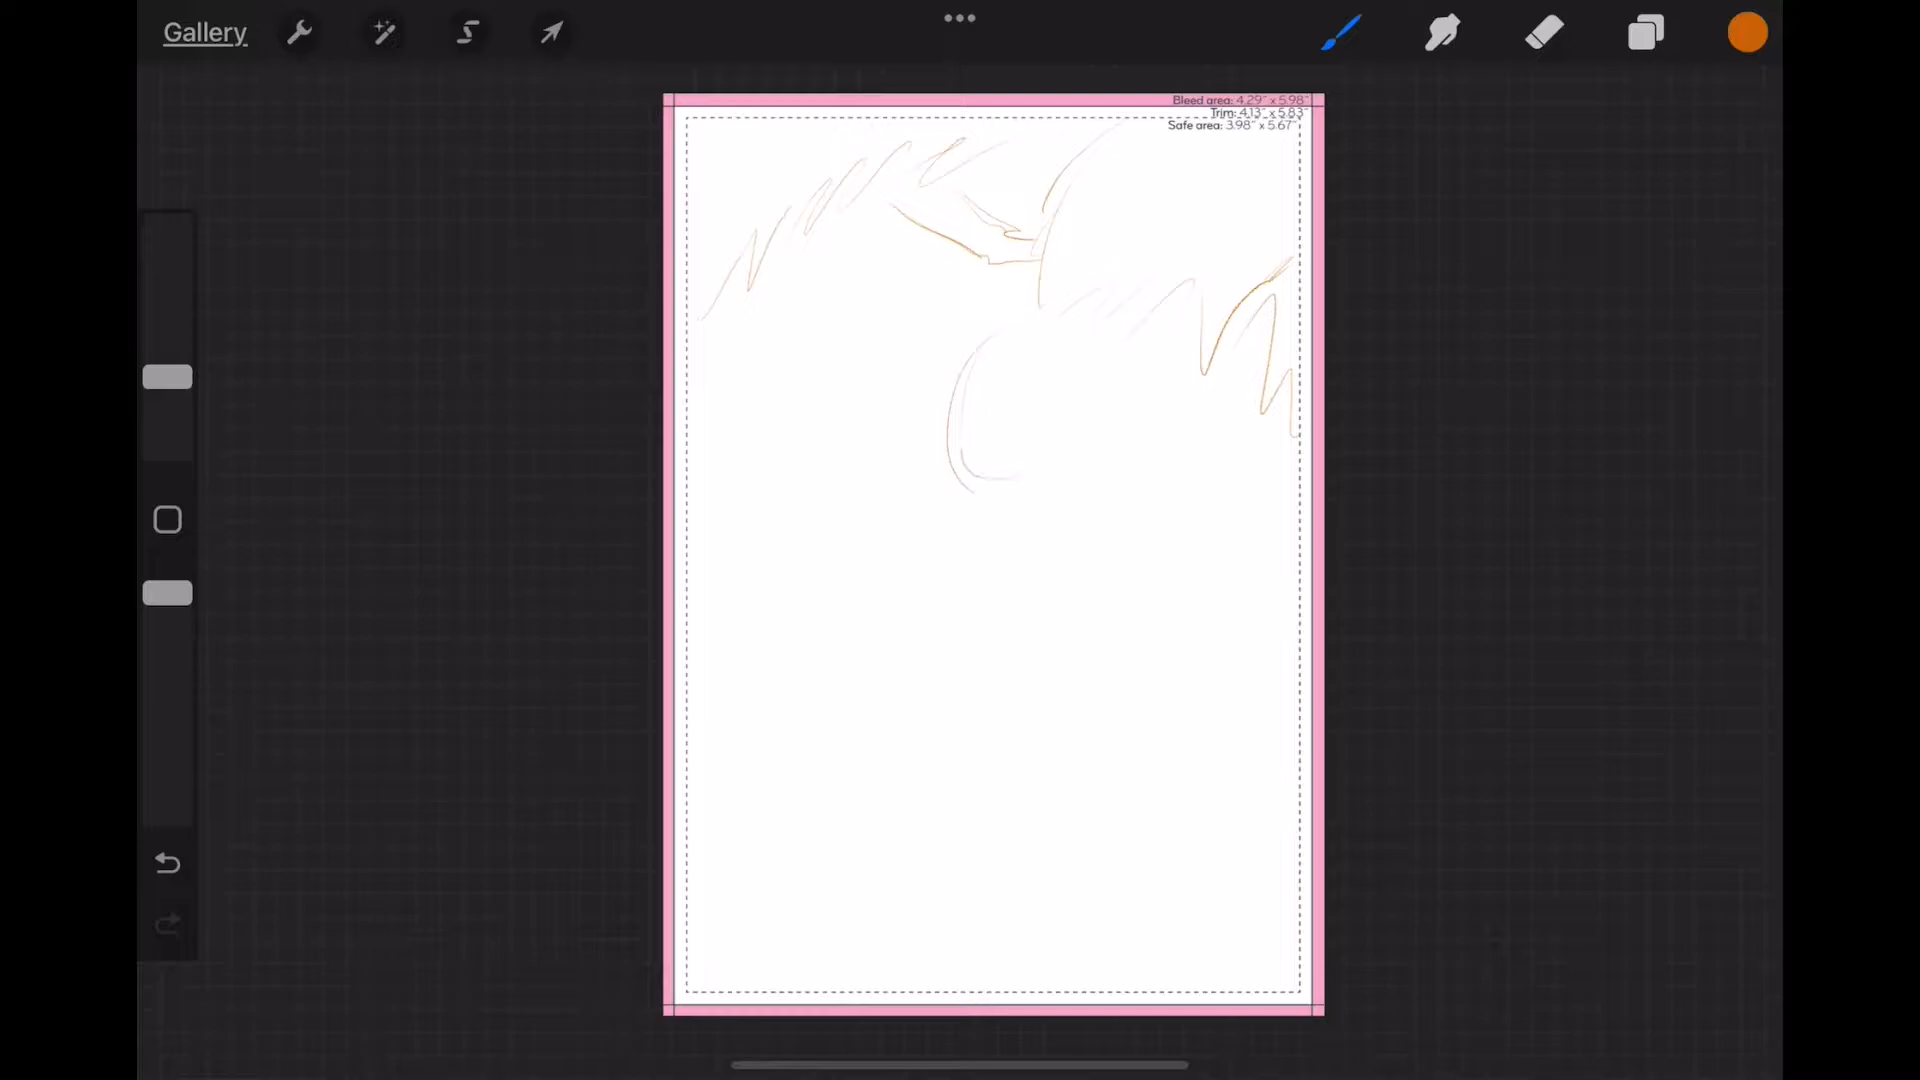 Gallery
Bleed area: 4.29" x 5.98"
Trim: 4.13" x 5.83"
Safe area: 3.98" x 5.67"